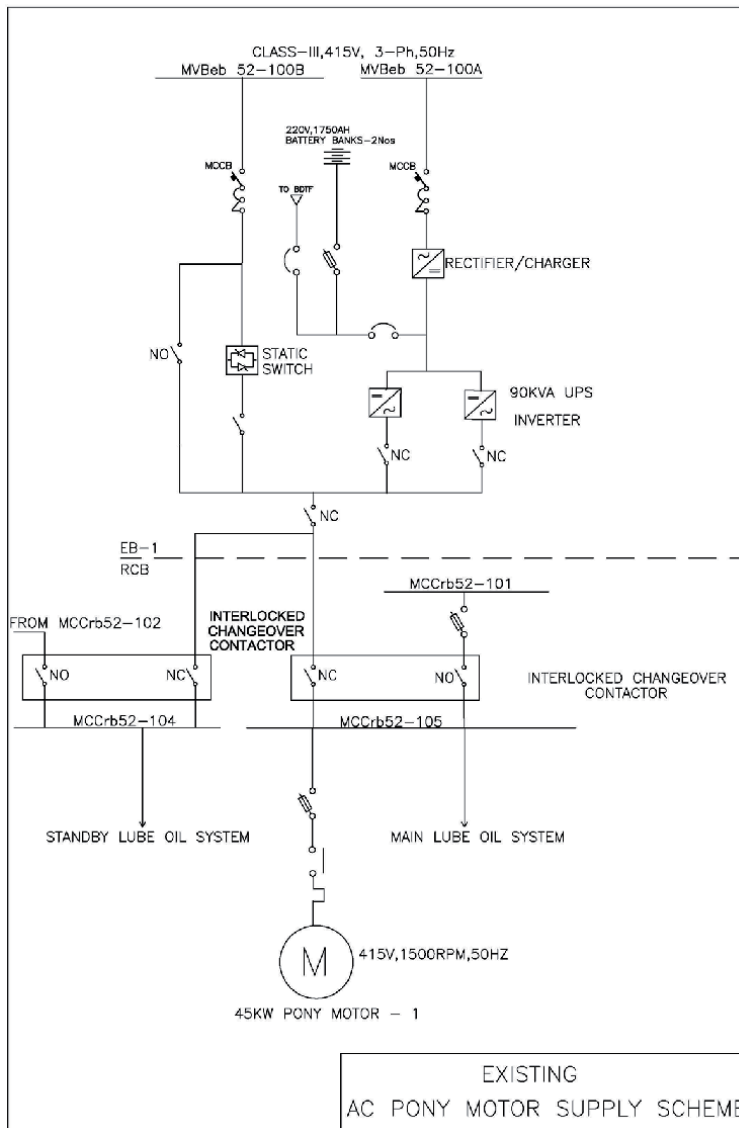 CLASS-III,415V, 3-Ph,50Hz
MVBeb 52-100B
MVBeb 52-100A
220V,1750AH
BATTERY BANKS-2Nos
MCCB
MCCB
TO BDTF
RECTIFIER/CHARGER
NO
STATIC
SWITCH
90KVA UPS
INVERTER
NC
NC
NC
EB-1
RCB
MCCrb52-101
FROM MCCrb52-102
INTERLOCKED
CHANGEOVER
CONTACTOR
NO
NC
NC
NO
INTERLOCKED CHANGEOVER
CONTACTOR
MCCrb52-104
MCCrb52-105
STANDBY LUBE OIL SYSTEM
MAIN LUBE OIL SYSTEM
M
415V,1500RPM,50HZ
45KW PONY MOTOR - 1
EXISTING
AC PONY MOTOR SUPPLY SCHEME